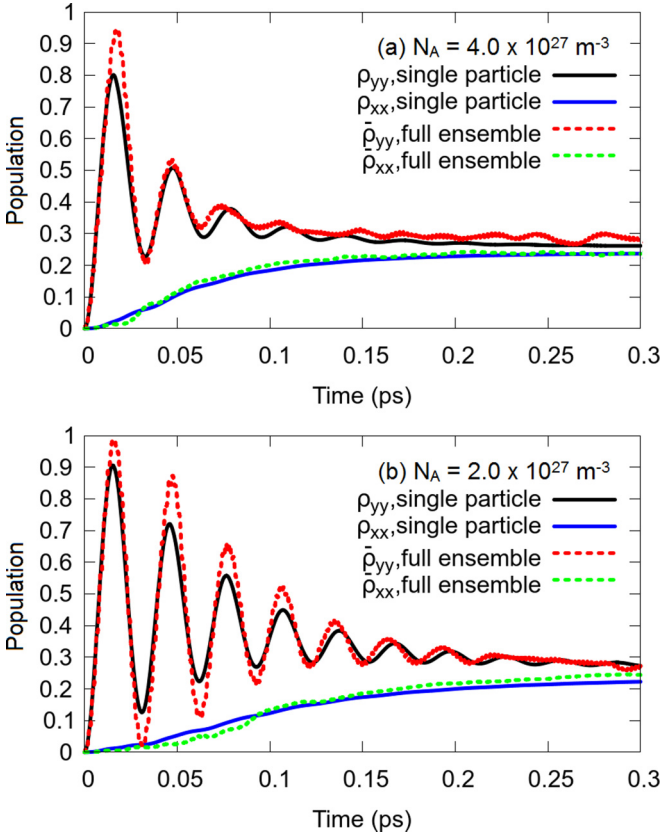 1
(a) N_A = 4.0 x 10^27 m^-3
0.9
ρ_yy,single particle
0.8
ρ_xx,single particle
0.7
ρ̄_yy,full ensemble
0.6
ρ̄_xx,full ensemble
0.5
0.4
0.3
0.2
0.1
0
Population
0 0.05 0.1 0.15 0.2 0.25 0.3
Time (ps)
1
(b) N_A = 2.0 x 10^27 m^-3
0.9
ρ_yy,single particle
0.8
ρ_xx,single particle
0.7
ρ̄_yy,full ensemble
0.6
ρ̄_xx,full ensemble
0.5
0.4
0.3
0.2
0.1
0
Population
0 0.05 0.1 0.15 0.2 0.25 0.3
Time (ps)